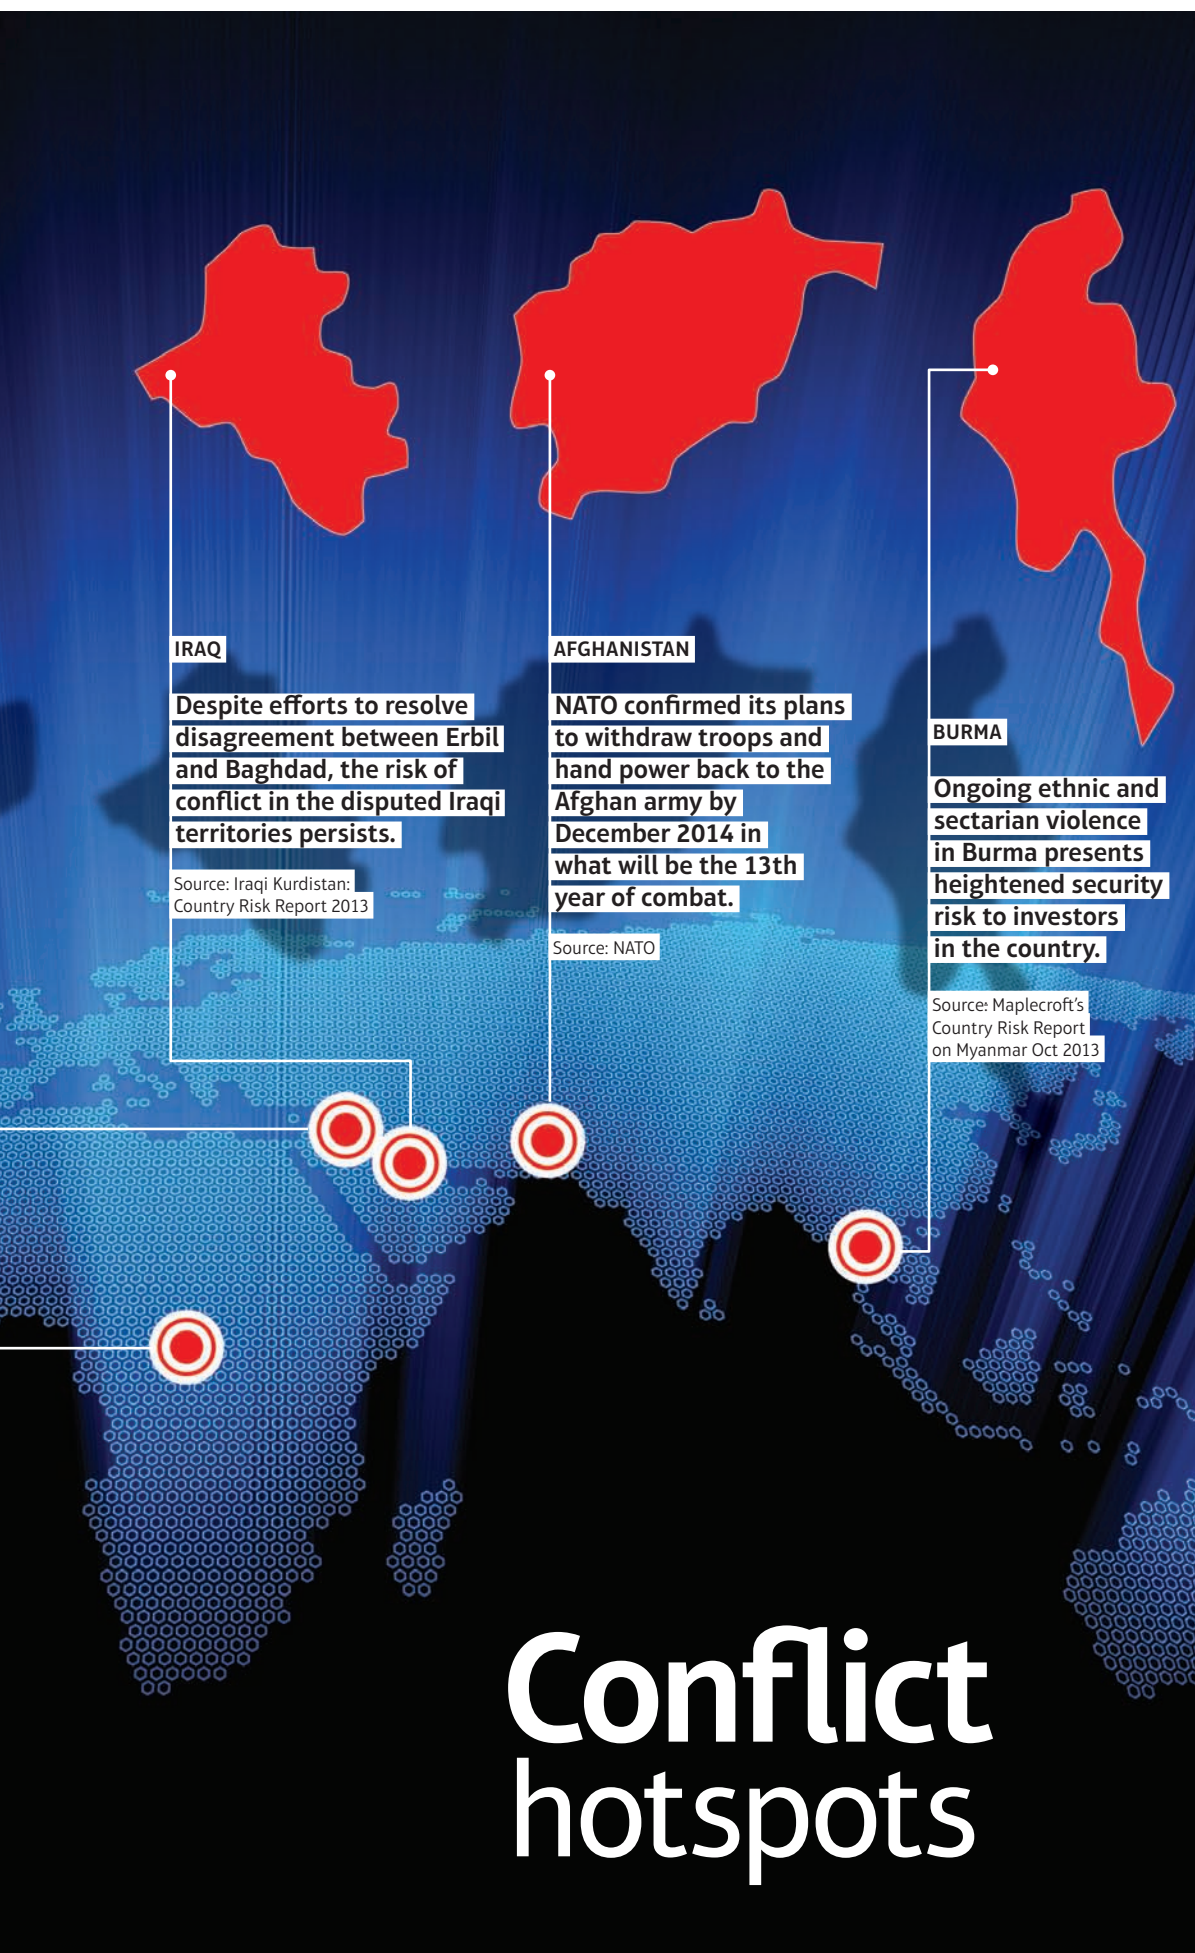 IRAQ
Despite efforts to resolve
disagreement between Erbil
and Baghdad, the risk of
conflict in the disputed Iraqi
territories persists.
Source: Iraqi Kurdistan:
Country Risk Report 2013
AFGHANISTAN
NATO confirmed its plans
to withdraw troops and
hand power back to the
Afghan army by
December 2014 in
what will be the 13th
year of combat.
Source: NATO
BURMA
Ongoing ethnic and
sectarian violence
in Burma presents
heightened security
risk to investors
in the country.
Source: Maplecroft’s
Country Risk Report
on Myanmar Oct 2013
Conflict
hotspots